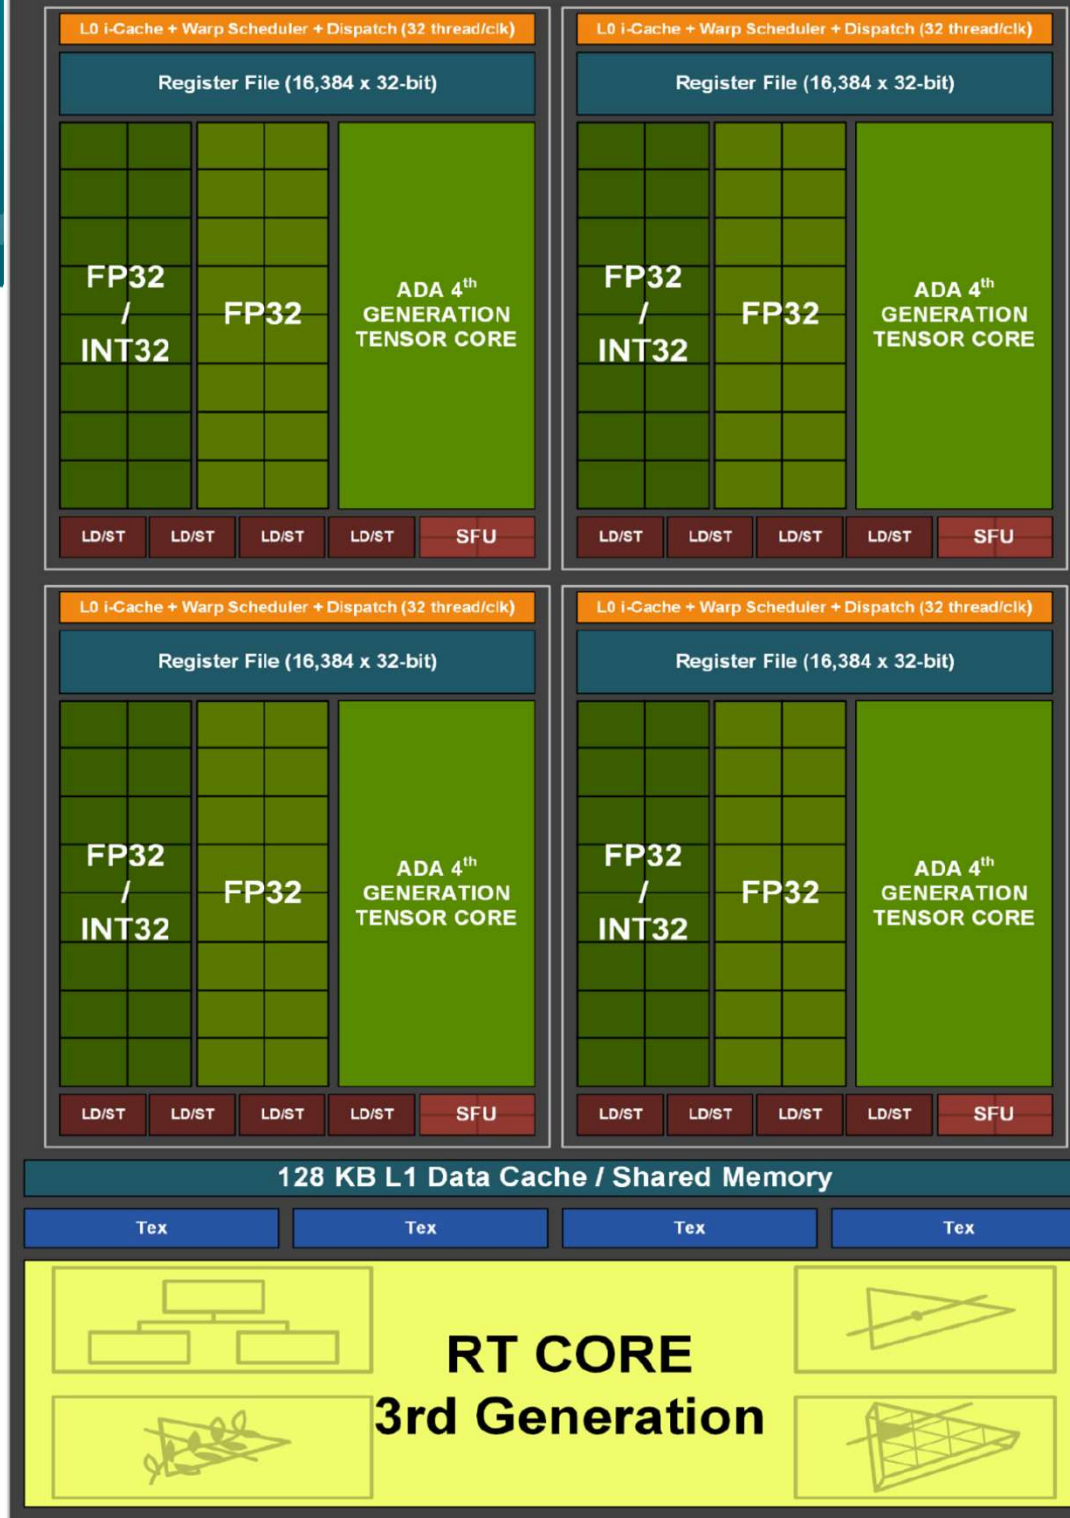 L0 i-Cache + Warp Scheduler + Dispatch (32 thread/clk)
Register File (16,384 x 32-bit)
FP32
/
INT32
FP32
ADA 4th
GENERATION
TENSOR CORE
LD/ST LD/ST LD/ST LD/ST SFU
L0 i-Cache + Warp Scheduler + Dispatch (32 thread/clk)
Register File (16,384 x 32-bit)
FP32
/
INT32
FP32
ADA 4th
GENERATION
TENSOR CORE
LD/ST LD/ST LD/ST LD/ST SFU
L0 i-Cache + Warp Scheduler + Dispatch (32 thread/clk)
Register File (16,384 x 32-bit)
FP32
/
INT32
FP32
ADA 4th
GENERATION
TENSOR CORE
LD/ST LD/ST LD/ST LD/ST SFU
L0 i-Cache + Warp Scheduler + Dispatch (32 thread/clk)
Register File (16,384 x 32-bit)
FP32
/
INT32
FP32
ADA 4th
GENERATION
TENSOR CORE
LD/ST LD/ST LD/ST LD/ST SFU
128 KB L1 Data Cache / Shared Memory
Tex Tex Tex Tex
RT CORE
3rd Generation